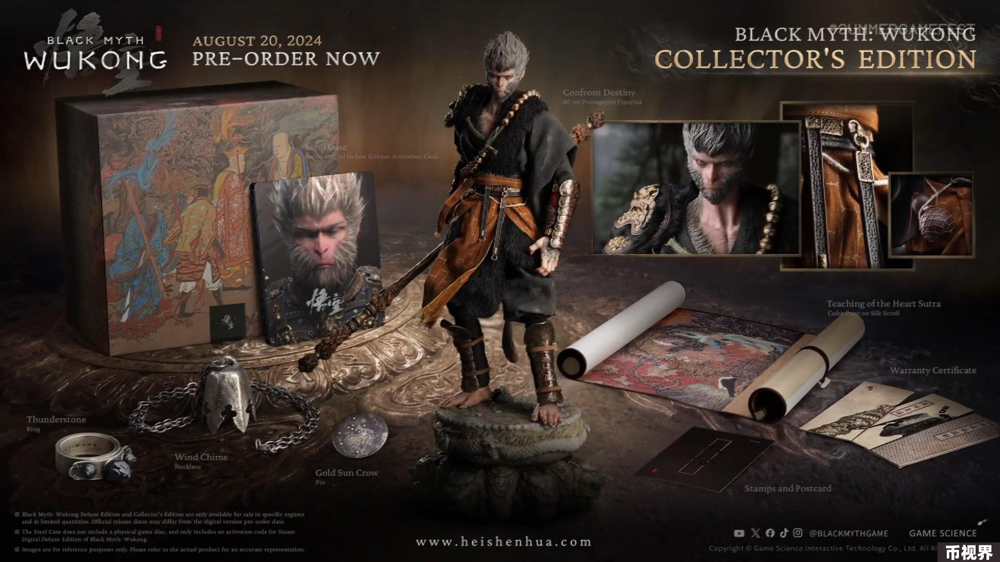 BLACK MYTH
WUKONG
悟空
AUGUST 20, 2024
PRE-ORDER NOW
#SUMMERGAMEFEST
BLACK MYTH: WUKONG
COLLECTOR'S EDITION
Confront Destiny
40 cm Protagonist Figurine
Steel Case
Digital Deluxe Edition Activation Code
悟空
悟空
Teaching of the Heart Sutra
Color Print on Silk Scroll
Warranty Certificate
Thunderstone
Ring
Wind Chime
Necklace
Gold Sun Crow
Pin
Stamps and Postcard
※ Black Myth: Wukong Deluxe Edition and Collector's Edition are only available for sale in specific regions
and in limited quantities. Official release dates may differ from the digital version pre-order date.
※ The Steel Case does not include a physical game disc, and only includes an activation code for Steam
Digital Deluxe Edition of Black Myth: Wukong.
※ Images are for reference purposes only. Please refer to the actual product for an accurate representation.
www.heishenhua.com
@BLACKMYTHGAME
GAME SCIENCE
Copyright © Game Science Interactive Technology Co., Ltd. All
币视界